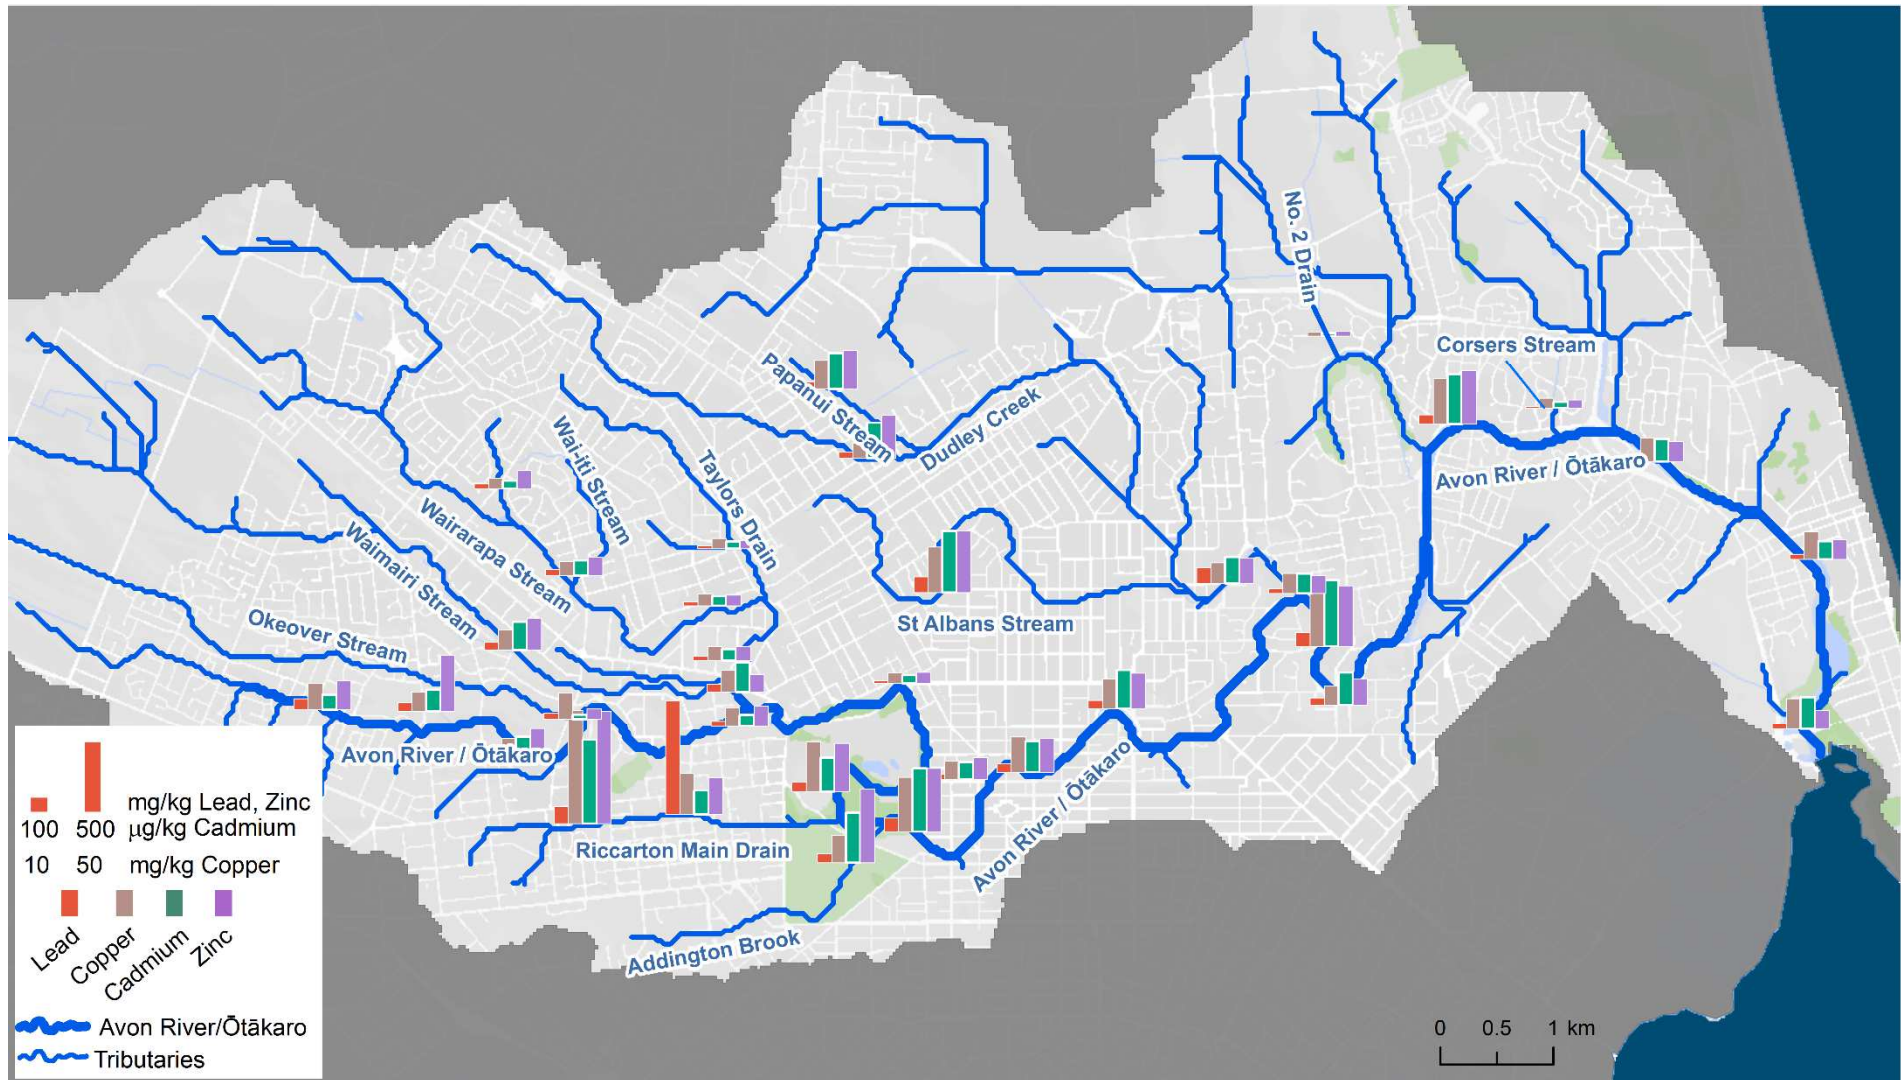 No. 2 Drain
Corsers Stream
Papanui Stream
Dudley Creek
Wai-iti Stream
Taylors Drain
Avon River / Ōtākaro
Wairarapa Stream
Waimairi Stream
Okeover Stream
St Albans Stream
Avon River / Ōtākaro
Avon River / Ōtākaro
Riccarton Main Drain
Addington Brook
mg/kg Lead, Zinc
100 500 µg/kg Cadmium
10 50 mg/kg Copper
Lead
Copper
Cadmium
Zinc
Avon River/Ōtākaro
Tributaries
0 0.5 1 km